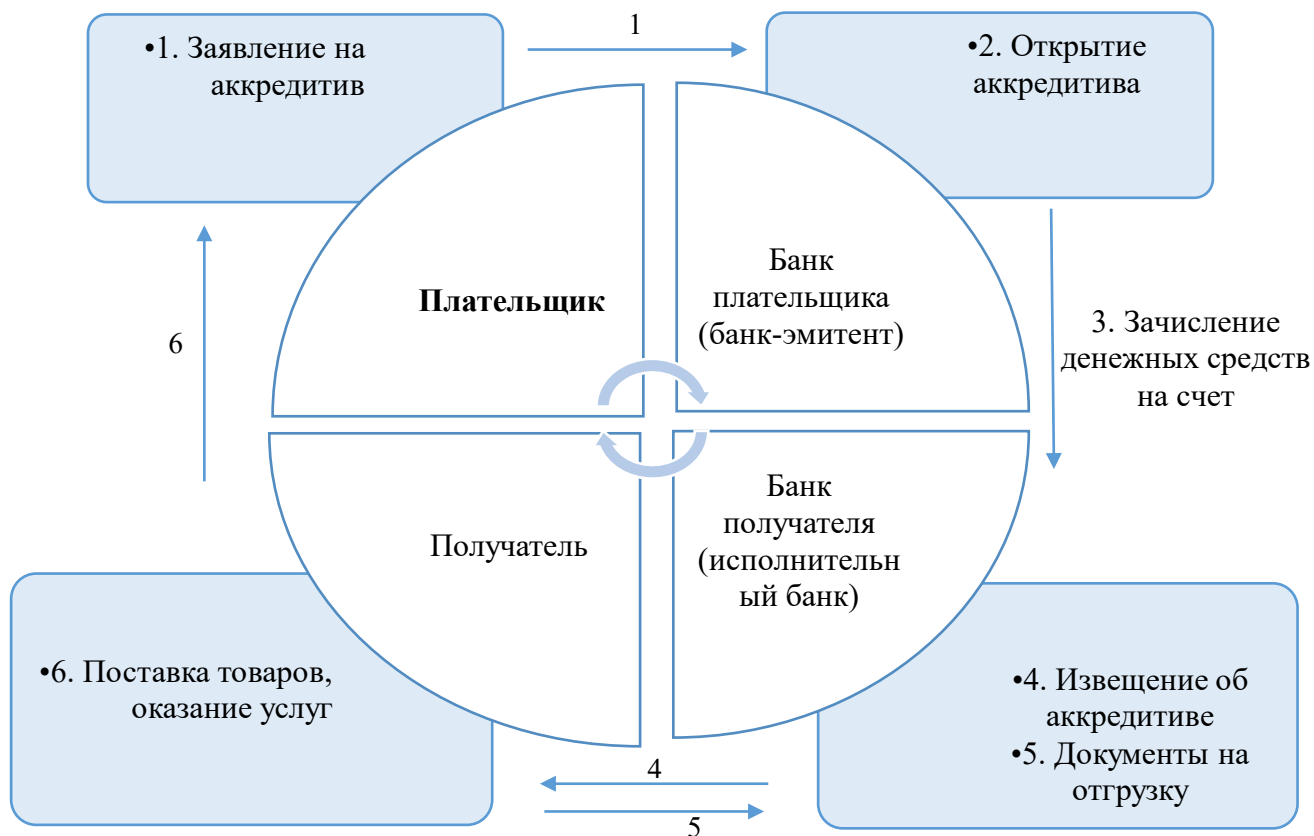 •1. Заявление на
аккредитив
1
•2. Открытие
аккредитива
Плательщик
Банк
плательщика
(банк-эмитент)
6
3. Зачисление
денежных средств
на счет
Получатель
Банк
получателя
(исполнительн
ый банк)
•6. Поставка товаров,
оказание услуг
•4. Извещение об
аккредитиве
•5. Документы на
отгрузку
4
5